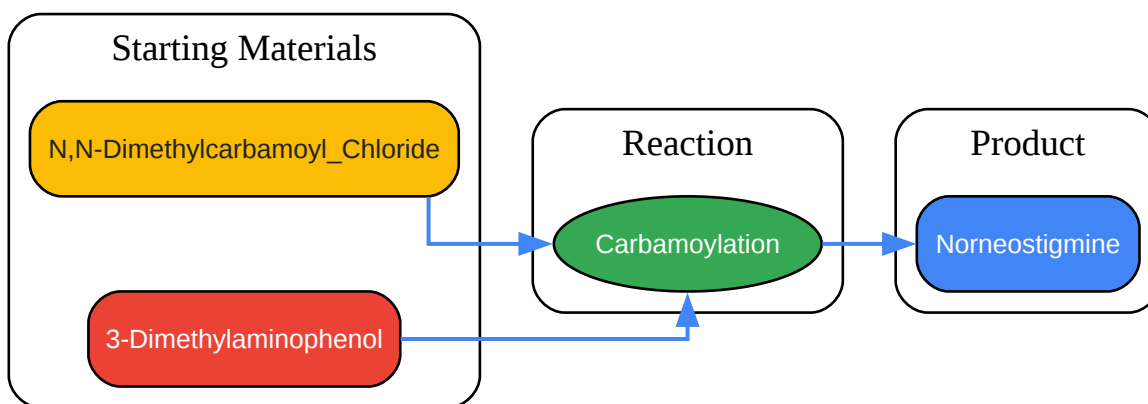 Starting Materials
N,N-Dimethylcarbamoyl_Chloride
3-Dimethylaminophenol
Reaction
Carbamoylation
Product
Norneostigmine